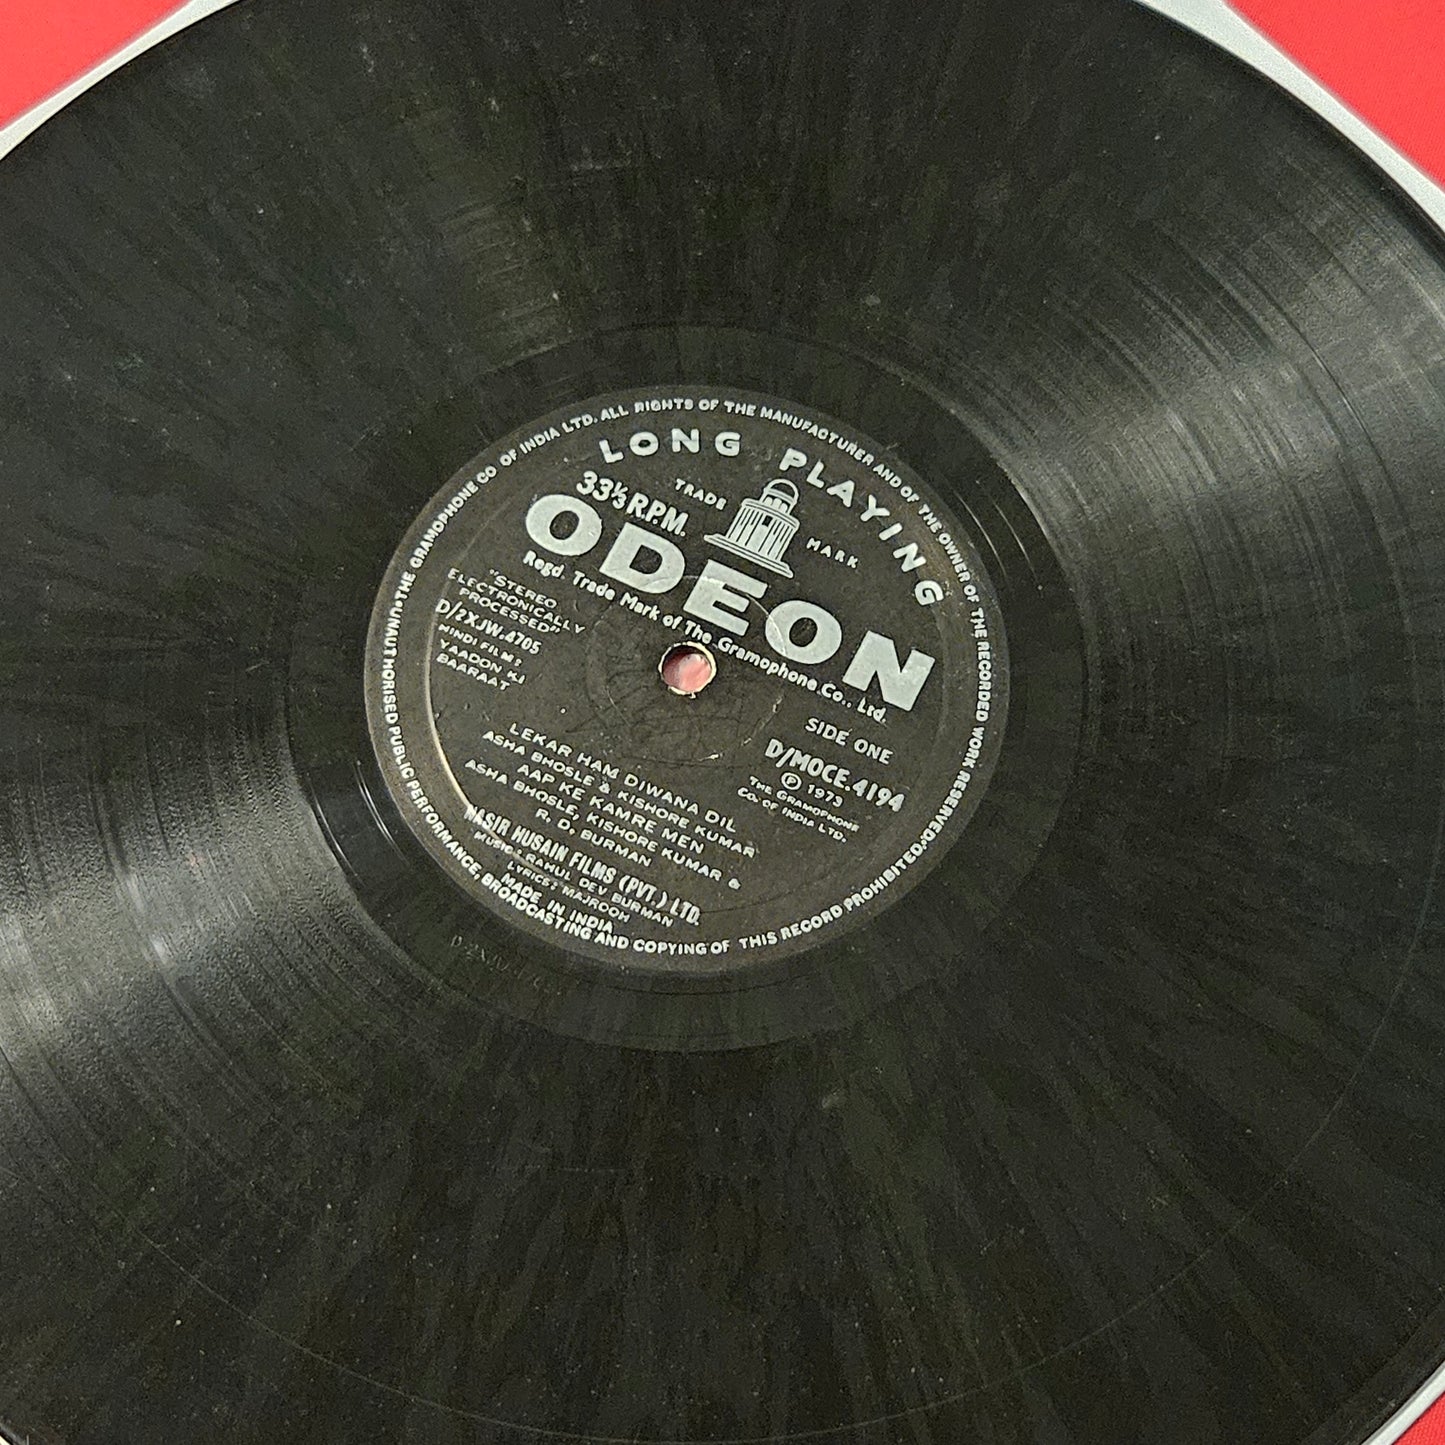 THE GRAMOPHONE CO OF INDIA LTD. ALL RIGHTS OF THE MANUFACTURER AND OF THE OWNER OF THE RECORDED WORK RESERVED. UNAUTHORISED PUBLIC PERFORMANCE, BROADCASTING AND COPYING OF THIS RECORD PROHIBITED.
LONG PLAYING
33⅓ R.P.M.
TRADE MARK
ODEON
Regd. Trade Mark of The Gramophone Co., Ltd.
"STEREO
ELECTRONICALLY
PROCESSED"
D/2XJW.4705
HINDI FILM:
YAADON KI
BAARAAT
SIDE ONE
D/MOCE.4194
℗ 1973
THE GRAMOPHONE
CO. OF INDIA LTD.
LEKAR HAM DIWANA DIL
ASHA BHOSLE & KISHORE KUMAR
AAP KE KAMRE MEN
ASHA BHOSLE, KISHORE KUMAR &
R. D. BURMAN
NASIR HUSAIN FILMS (PVT.) LTD.
MUSIC: RAHUL DEV BURMAN
LYRICS: MAJROOH
MADE IN INDIA